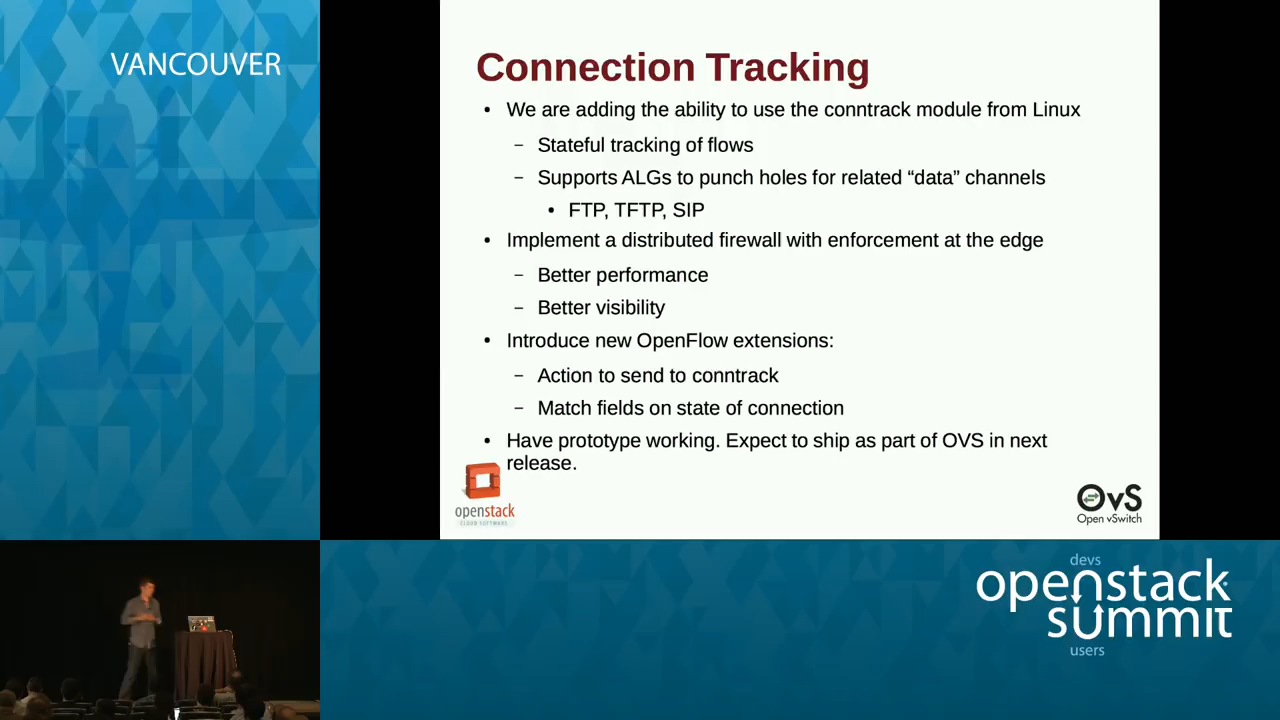 VANCOUVER
Connection Tracking
• We are adding the ability to use the conntrack module from Linux
– Stateful tracking of flows
– Supports ALGs to punch holes for related “data” channels
• FTP, TFTP, SIP
• Implement a distributed firewall with enforcement at the edge
– Better performance
– Better visibility
• Introduce new OpenFlow extensions:
– Action to send to conntrack
– Match fields on state of connection
• Have prototype working. Expect to ship as part of OVS in next
release.
openstack
CLOUD SOFTWARE
OvS
Open vSwitch
devs
openstack
summit
users